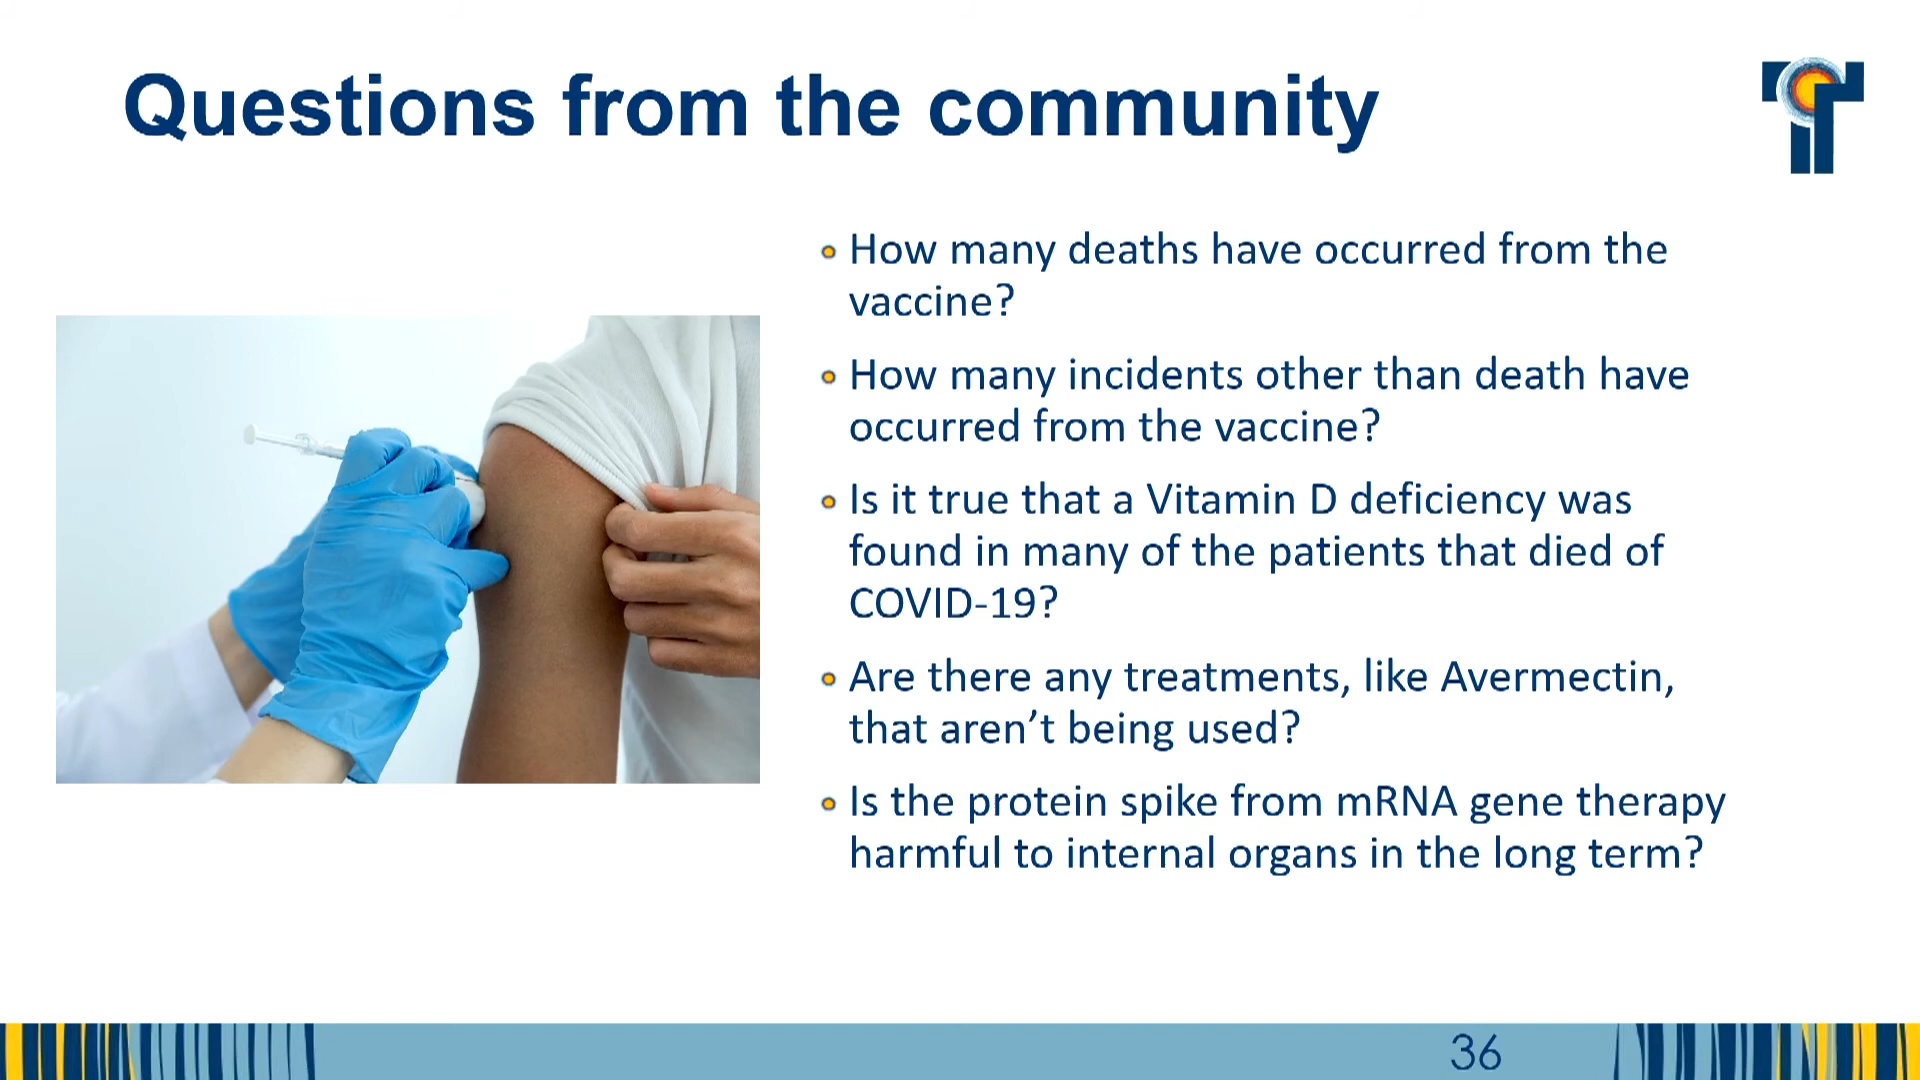 Questions from the community
• How many deaths have occurred from the
vaccine?
• How many incidents other than death have
occurred from the vaccine?
• Is it true that a Vitamin D deficiency was
found in many of the patients that died of
COVID-19?
• Are there any treatments, like Avermectin,
that aren’t being used?
• Is the protein spike from mRNA gene therapy
harmful to internal organs in the long term?
36